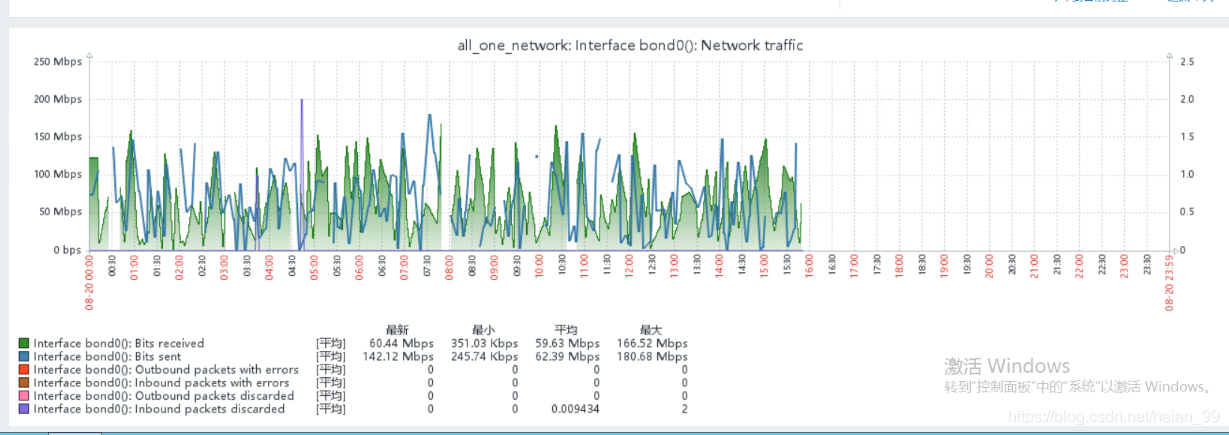 all_one_network: Interface bond0(): Network traffic
250 Mbps 2.5
200 Mbps 2.0
150 Mbps 1.5
100 Mbps 1.0
50 Mbps 0.5
0 bps 0
08-20 00:00 00:30 01:00 01:30 02:00 02:30 03:00 03:30 04:00 04:30 05:00 05:30 06:00 06:30 07:00 07:30 08:00 08:30 09:00 09:30 10:00 10:30 11:00 11:30 12:00 12:30 13:00 13:30 14:00 14:30 15:00 15:30 16:00 16:30 17:00 17:30 18:00 18:30 19:00 19:30 20:00 20:30 21:00 21:30 22:00 22:30 23:00 23:30 08-20 23:59
最新 最小 平均 最大
Interface bond0(): Bits received [平均] 60.44 Mbps 351.03 Kbps 59.63 Mbps 166.52 Mbps
Interface bond0(): Bits sent [平均] 142.12 Mbps 245.74 Kbps 62.39 Mbps 180.68 Mbps
Interface bond0(): Outbound packets with errors [平均] 0 0 0 0
Interface bond0(): Inbound packets with errors [平均] 0 0 0 0
Interface bond0(): Outbound packets discarded [平均] 0 0 0 0
Interface bond0(): Inbound packets discarded [平均] 0 0 0.009434 2
激活 Windows
转到"控制面板"中的"系统"以激活 Windows。
https://blog.csdn.net/heian_99